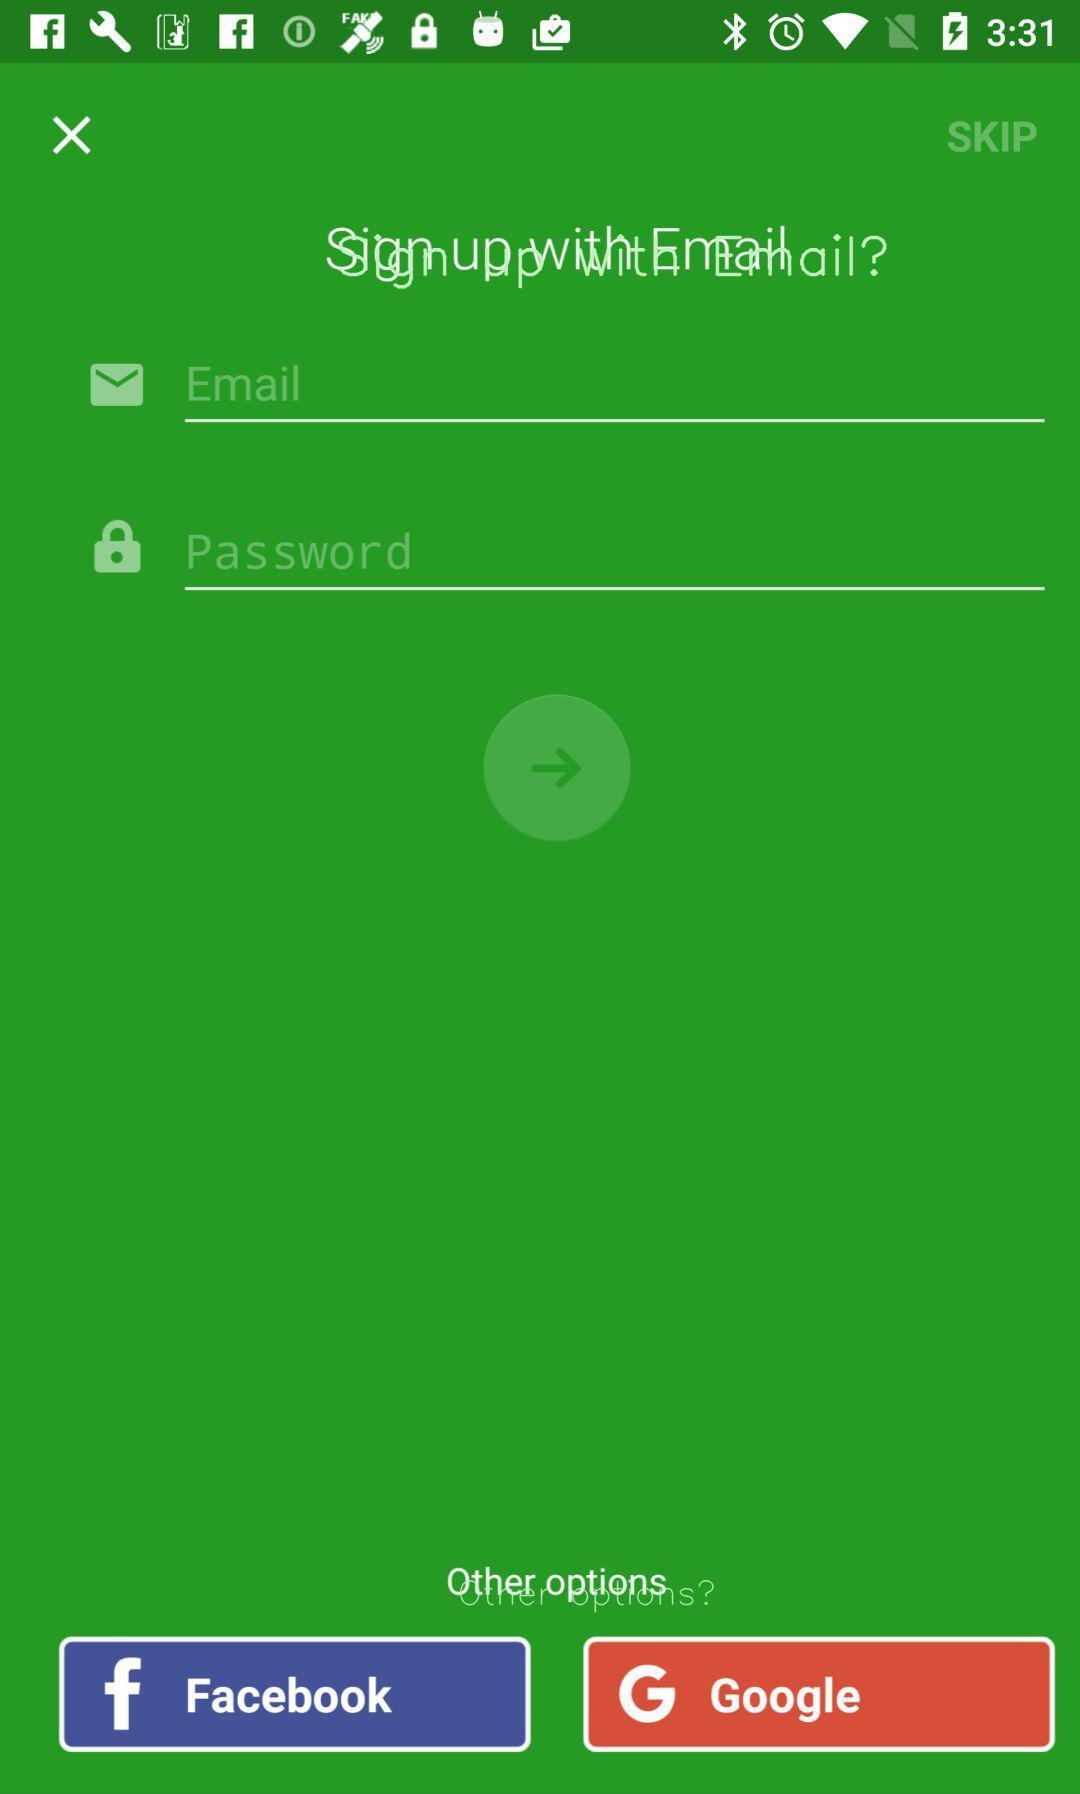 FAKE
3:31
SKIP
Sign up with Email
Sign up with Email?
Email
Password
Other options
Other options?
Facebook
Google